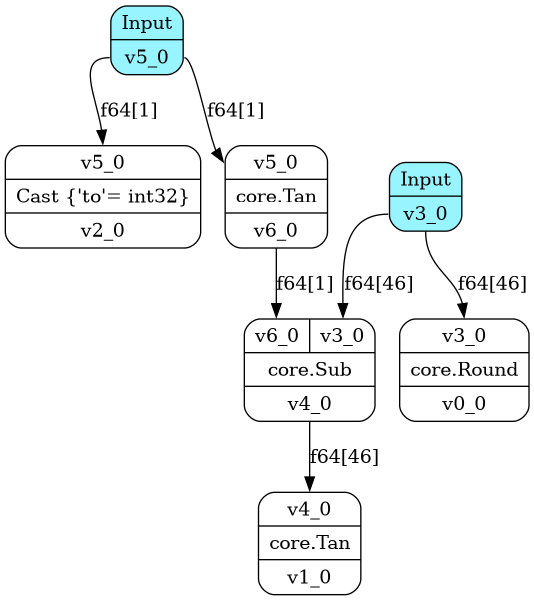 Input
v5_0
f64[1]
f64[1]
v5_0
Cast {'to'= int32}
v2_0
v5_0
core.Tan
v6_0
Input
v3_0
f64[1]
f64[46]
f64[46]
v6_0 v3_0
core.Sub
v4_0
v3_0
core.Round
v0_0
f64[46]
v4_0
core.Tan
v1_0